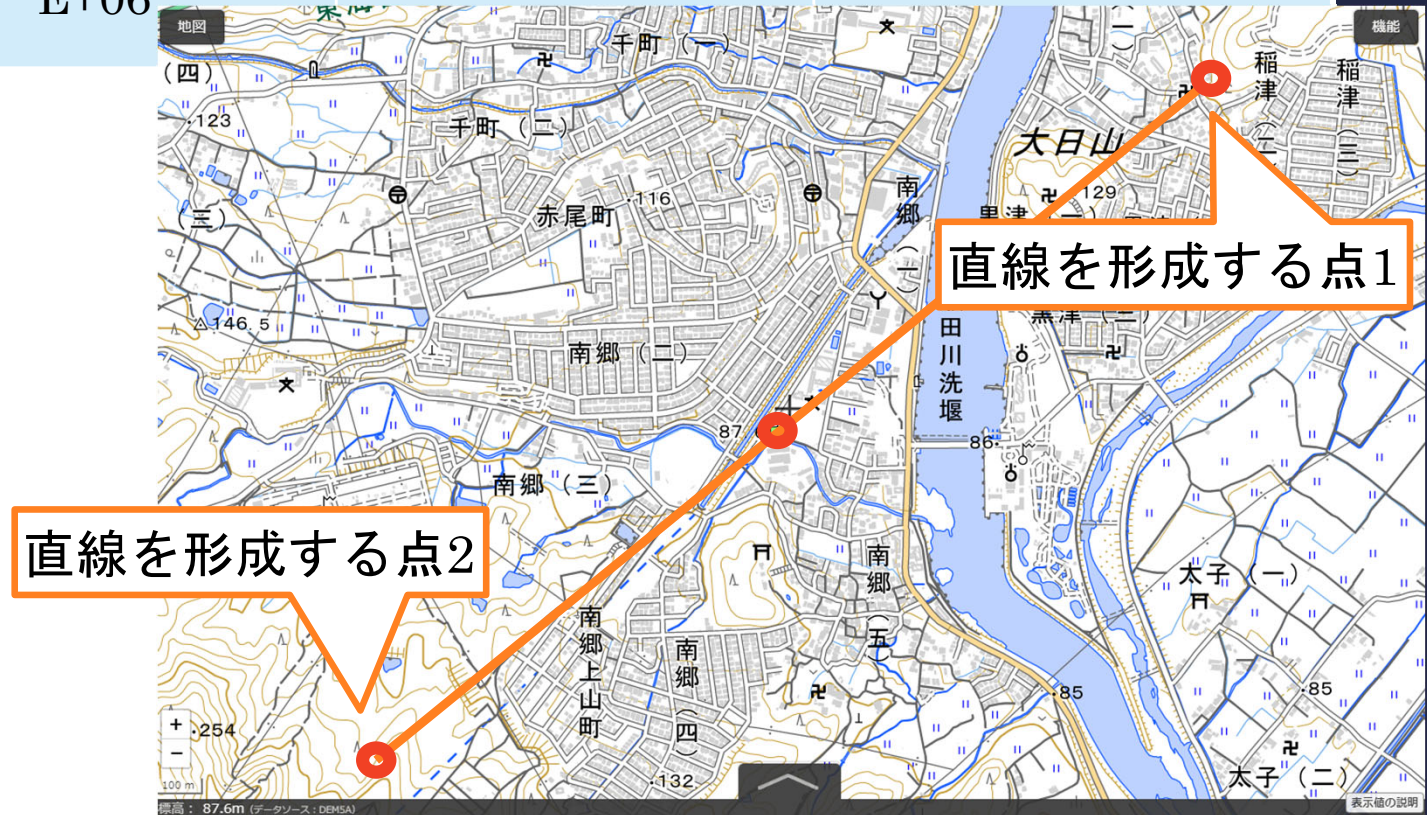 E+06
地図
機能
東海
千町（一）
（一）
（四）
稲津（二）
稲津（三）
123
千町（二）
大日山
116
129
南郷（一）
（三）
赤尾町
黒津
直線を形成する点1
146.5
南郷（二）
黒津（三）
田川洗堰
87
86
南郷（三）
直線を形成する点2
南郷（五）
太子（一）
南郷上山町
南郷（四）
85
85
+
254
−
132
太子（二）
100 m
標高： 87.6m (データソース：DEM5A)
表示値の説明